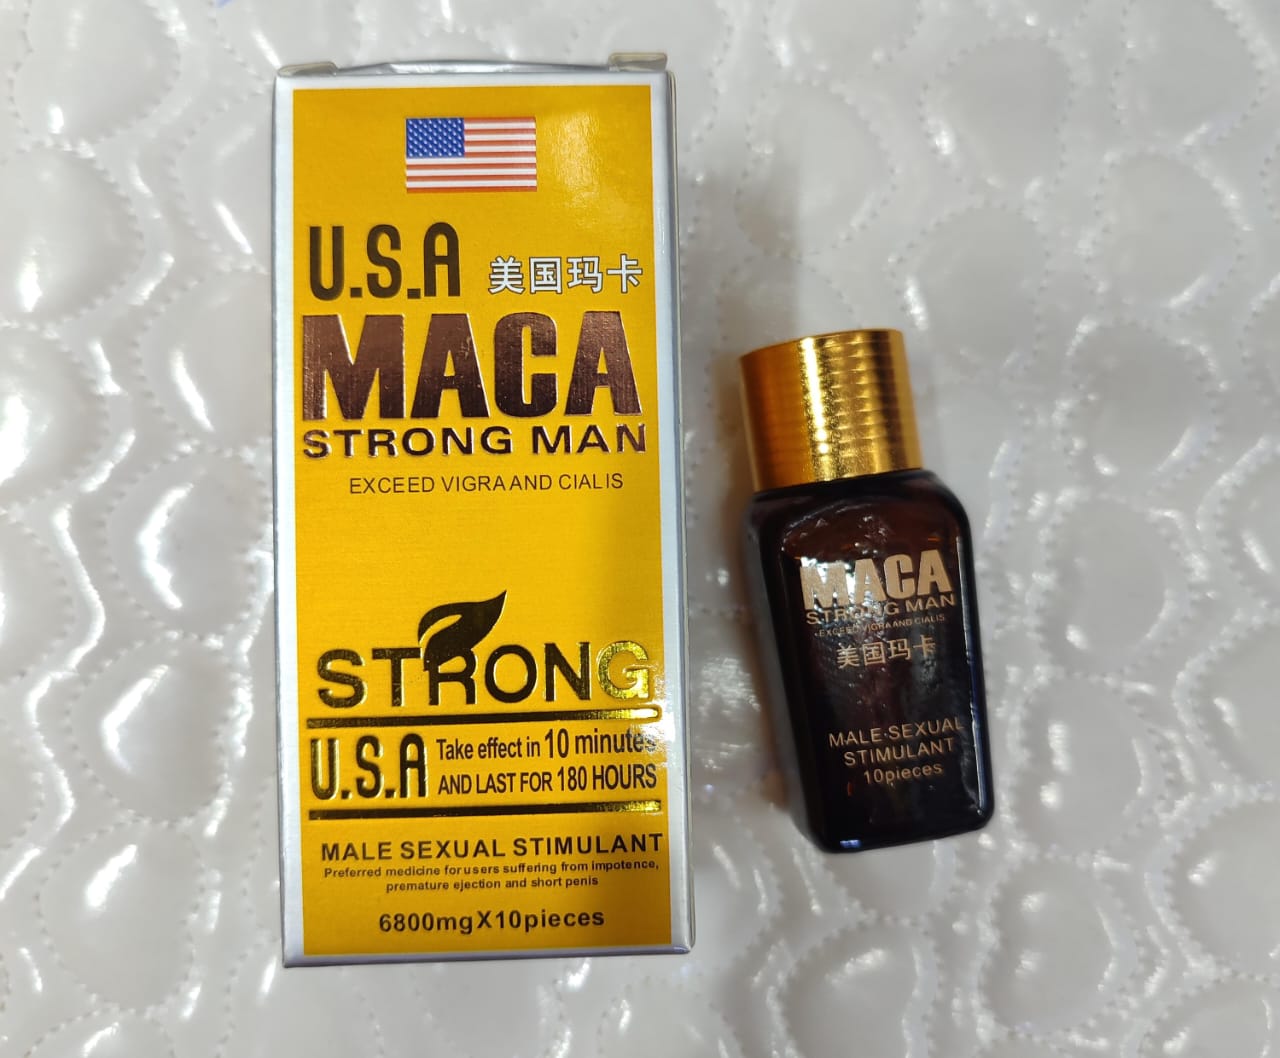 U.S.A 美国玛卡
MACA
STRONG MAN
EXCEED VIGRA AND CIALIS
STRONG
U.S.A
Take effect in 10 minutes
AND LAST FOR 180 HOURS
MALE SEXUAL STIMULANT
Preferred medicine for users suffering from impotence,
premature ejection and short penis
6800mg X 10pieces
MACA
STRONG MAN
EXCEED VIGRA AND CIALIS
美国玛卡
MALE SEXUAL
STIMULANT
10pieces